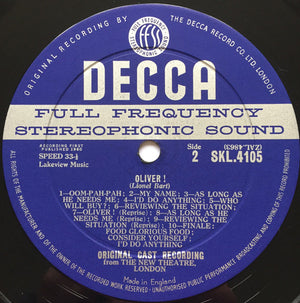 ORIGINAL RECORDING BY
THE DECCA RECORD CO. LTD. LONDON
FULL FREQUENCY
FFSS
STEREOPHONIC SOUND
DECCA
FULL FREQUENCY
STEREOPHONIC SOUND
RECORDING FIRST
PUBLISHED 1960
SPEED 33⅓
Lakeview Music
Side
2
(ZAL.4983)
SKL.4105
OLIVER !
(Lionel Bart)
1—OOM-PAH-PAH; 2—MY NAME; 3—AS LONG AS
HE NEEDS ME; 4—I'D DO ANYTHING; 5—WHO
WILL BUY?; 6—REVIEWING THE SITUATION;
7—OLIVER! (Reprise); 8—AS LONG AS HE
NEEDS ME (Reprise); 9—REVIEWING THE
SITUATION (Reprise); 10—FINALE:
FOOD GLORIOUS FOOD;
CONSIDER YOURSELF;
I'D DO ANYTHING
ORIGINAL CAST RECORDING
from THE NEW THEATRE,
LONDON
Made in England
ALL RIGHTS OF THE MANUFACTURER AND OF THE OWNER OF THE RECORDED WORK RESERVED · UNAUTHORISED PUBLIC PERFORMANCE, BROADCASTING AND COPYING OF THIS RECORD PROHIBITED